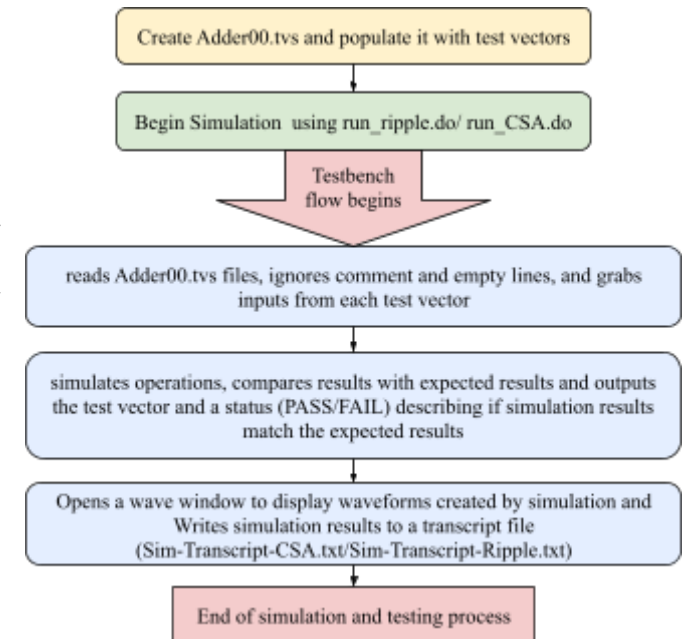 Create Adder00.tvs and populate it with test vectors
Begin Simulation using run_ripple.do/ run_CSA.do
Testbench
flow begins
reads Adder00.tvs files, ignores comment and empty lines, and grabs
inputs from each test vector
simulates operations, compares results with expected results and outputs
the test vector and a status (PASS/FAIL) describing if simulation results
match the expected results
Opens a wave window to display waveforms created by simulation and
Writes simulation results to a transcript file
(Sim-Transcript-CSA.txt/Sim-Transcript-Ripple.txt)
End of simulation and testing process